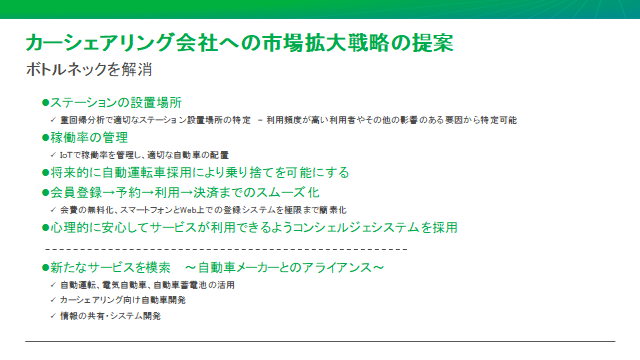 カーシェアリング会社への市場拡大戦略の提案
ボトルネックを解消
●ステーションの設置場所
✓ 重回帰分析で適切なステーション設置場所の特定　- 利用頻度が高い利用者やその他の影響のある要因から特定可能
●稼働率の管理
✓ IoTで稼働率を管理し、適切な自動車の配置
●将来的に自動運転車採用により乗り捨てを可能にする
●会員登録→予約→利用→決済までのスムーズ化
✓ 会費の無料化、スマートフォンとWeb上での登録システムを極限まで簡素化
●心理的に安心してサービスが利用できるようコンシェルジェシステムを採用
●新たなサービスを模索　～自動車メーカーとのアライアンス～
✓ 自動運転、電気自動車、自動車蓄電池の活用
✓ カーシェアリング向け自動車開発
✓ 情報の共有・システム開発